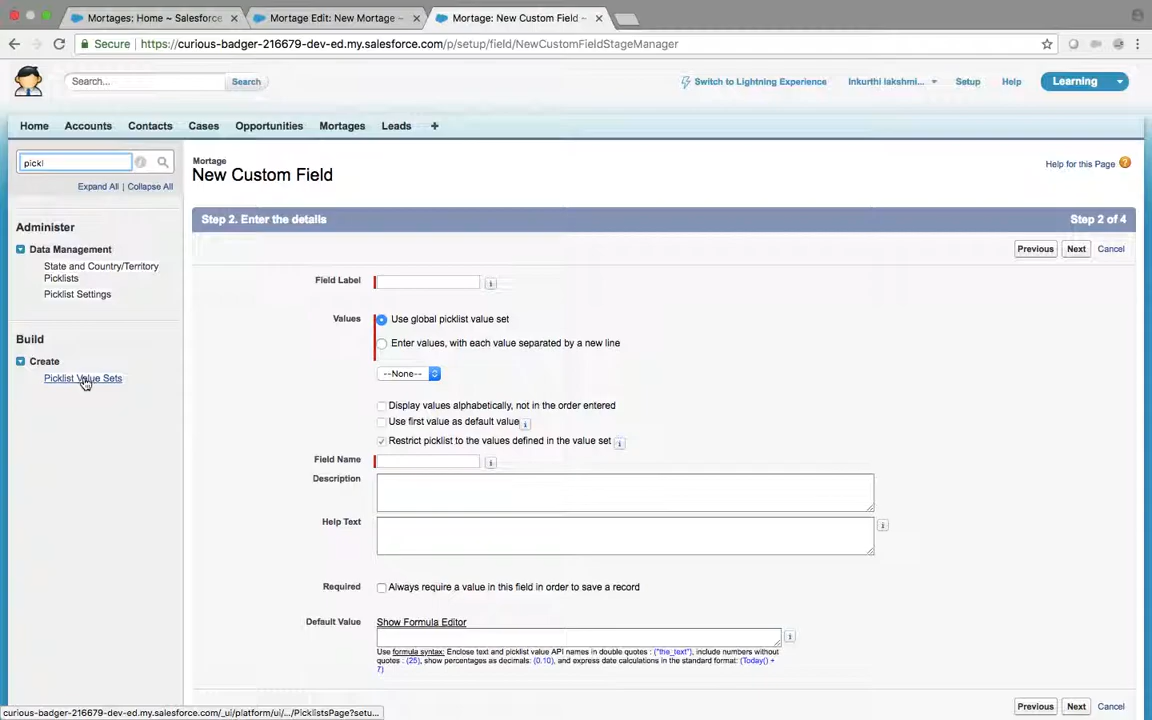 Mortages: Home ~ Salesforce
Mortage Edit: New Mortage ~
Mortage: New Custom Field ~
Secure https://curious-badger-216679-dev-ed.my.salesforce.com/p/setup/field/NewCustomFieldStageManager
Search...
Search
Switch to Lightning Experience
Inkurthi lakshmi...
Setup
Help
Learning
Home
Accounts
Contacts
Cases
Opportunities
Mortages
Leads
+
pickl
Expand All | Collapse All
Administer
Data Management
State and Country/Territory
Picklists
Picklist Settings
Build
Create
Picklist Value Sets
Mortage
New Custom Field
Help for this Page ?
Step 2. Enter the details
Step 2 of 4
Previous
Next
Cancel
Field Label
Values
Use global picklist value set
Enter values, with each value separated by a new line
--None--
Display values alphabetically, not in the order entered
Use first value as default value
Restrict picklist to the values defined in the value set
Field Name
Description
Help Text
Required
Always require a value in this field in order to save a record
Default Value
Show Formula Editor
Use formula syntax: Enclose text and picklist value API names in double quotes : ("the_text"), include numbers without
quotes : (25), show percentages as decimals: (0.10), and express date calculations in the standard format: (Today() +
7)
Previous
Next
Cancel
curious-badger-216679-dev-ed.my.salesforce.com/_ui/platform/ui/.../PicklistsPage?setu...